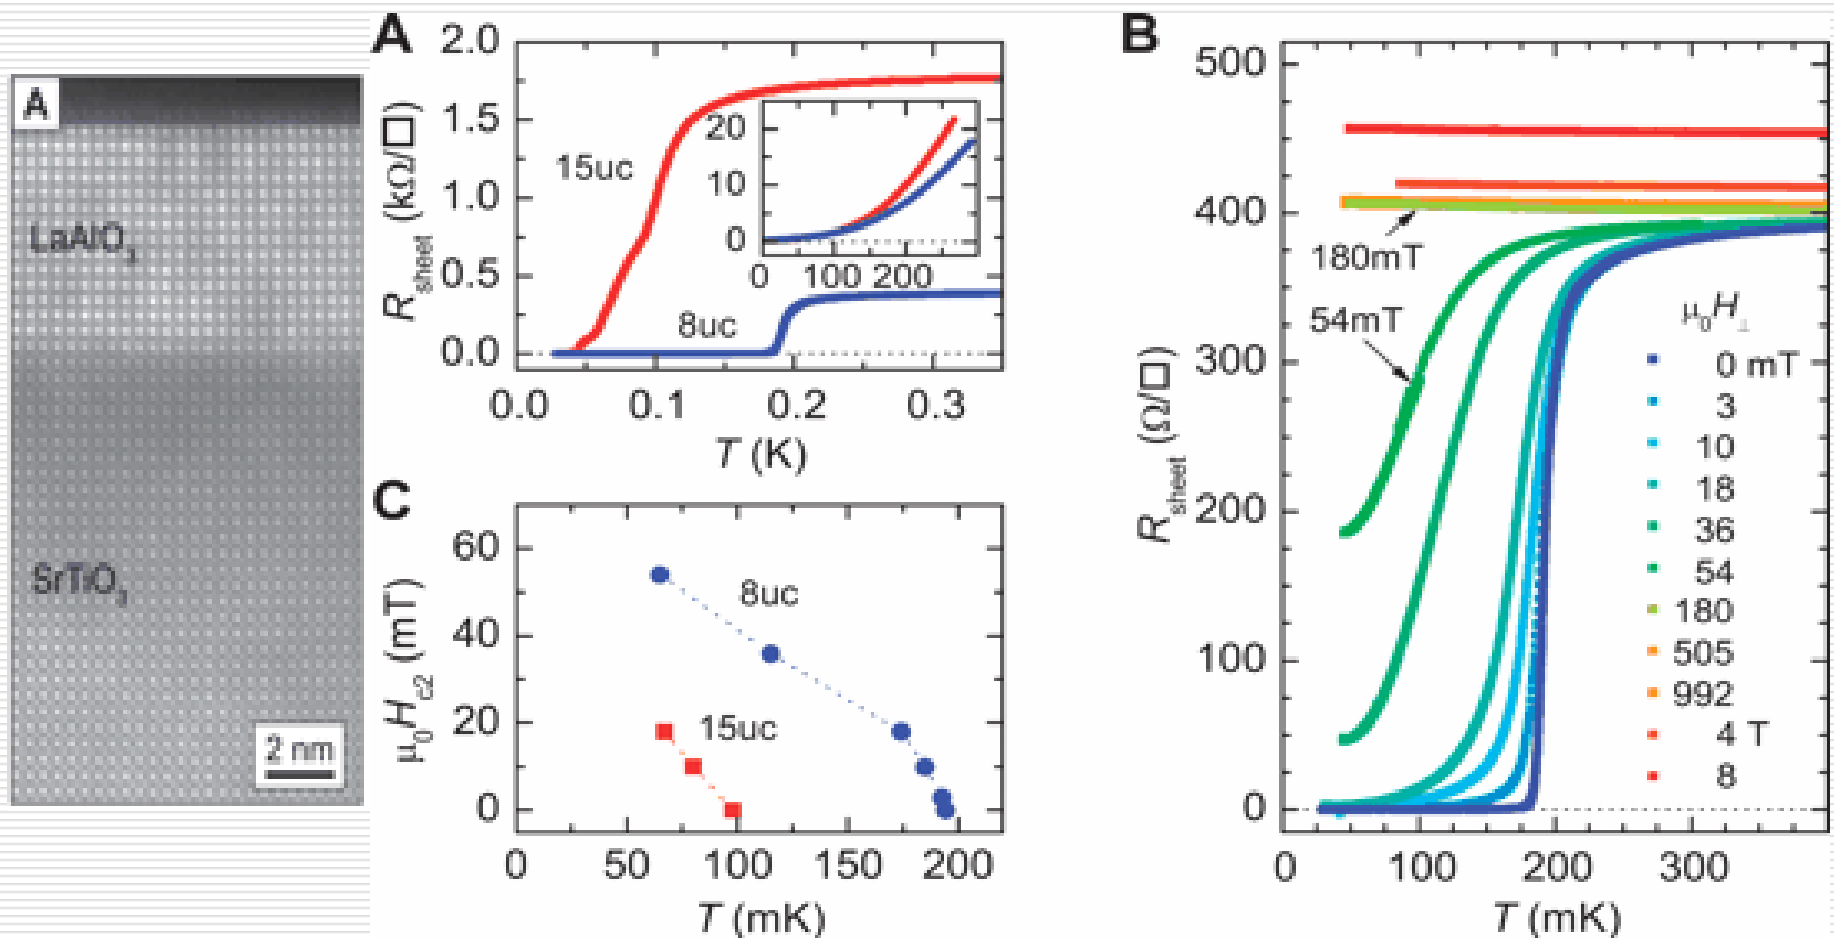 A
LaAlO3
SrTiO3
2 nm
A
Rsheet (kΩ/□)
2.0
1.5
1.0
0.5
0.0
15uc
8uc
20
10
0
0 100 200
0.0 0.1 0.2 0.3
T (K)
C
μ0Hc2 (mT)
60
40
20
0
8uc
15uc
0 50 100 150 200
T (mK)
B
Rsheet (Ω/□)
500
400
300
200
100
0
180mT
54mT
μ0H⊥
0 mT
3
10
18
36
54
180
505
992
4 T
8
0 100 200 300
T (mK)